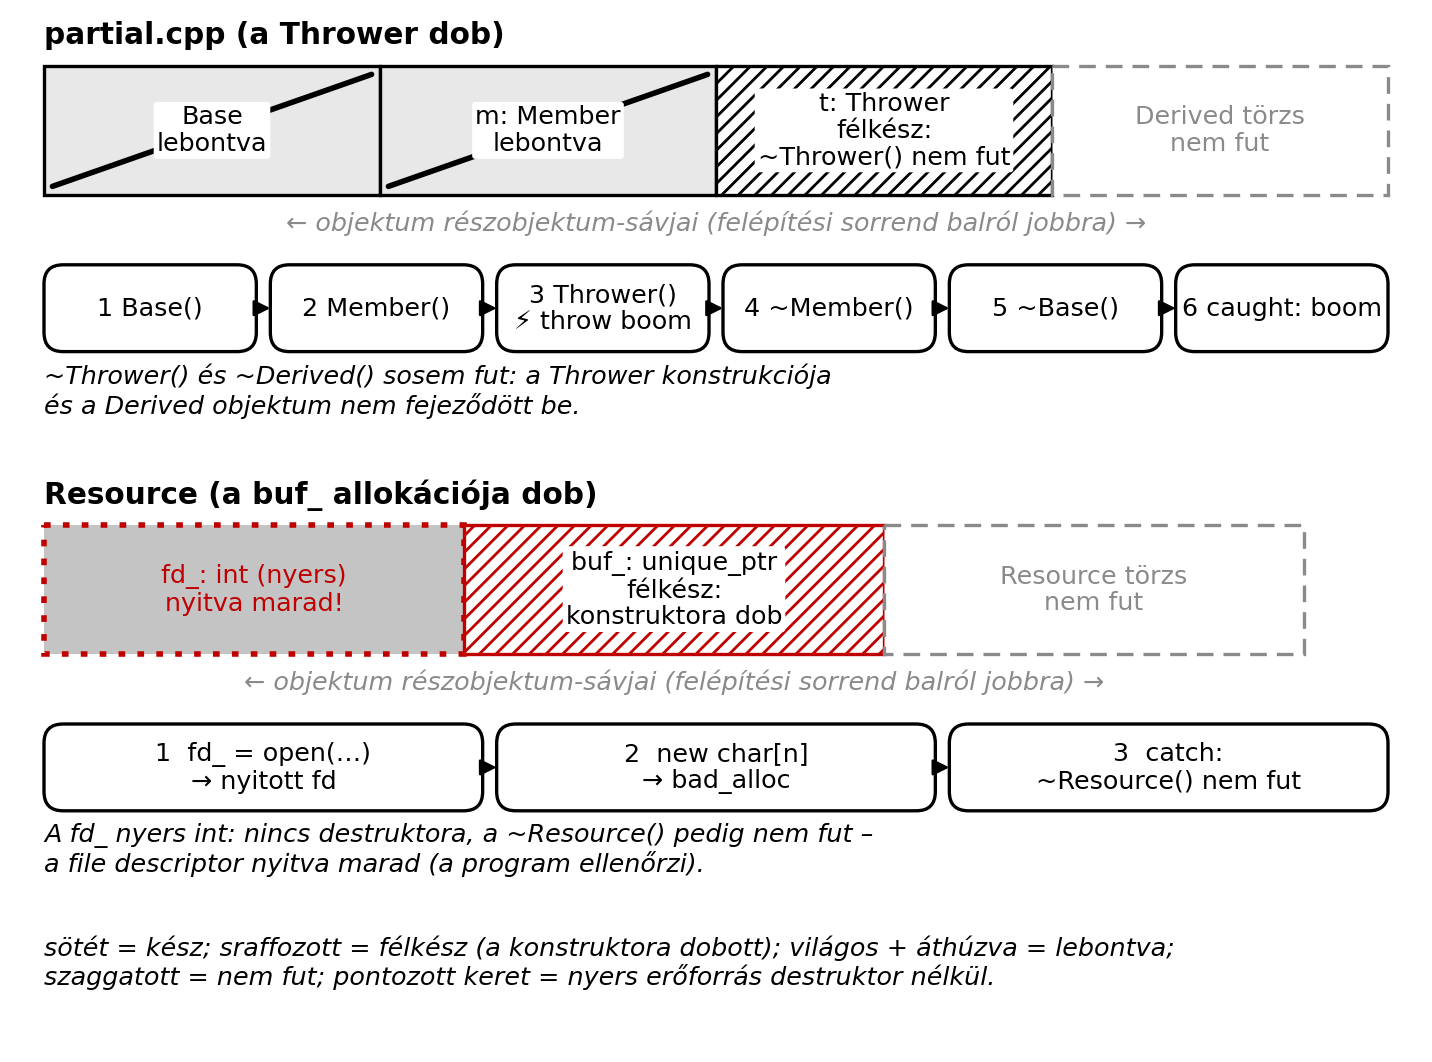 partial.cpp (a Thrower dob)
Base
lebontva
m: Member
lebontva
t: Thrower
félkész:
~Thrower() nem fut
Derived törzs
nem fut
← objektum részobjektum-sávjai (felépítési sorrend balról jobbra) →
1 Base()
2 Member()
3 Thrower()
⚡ throw boom
4 ~Member()
5 ~Base()
6 caught: boom
~Thrower() és ~Derived() sosem fut: a Thrower konstrukciója
és a Derived objektum nem fejeződött be.
Resource (a buf_ allokációja dob)
fd_: int (nyers)
nyitva marad!
buf_: unique_ptr
félkész:
konstruktora dob
Resource törzs
nem fut
← objektum részobjektum-sávjai (felépítési sorrend balról jobbra) →
1  fd_ = open(…)
→ nyitott fd
2  new char[n]
→ bad_alloc
3  catch:
~Resource() nem fut
A fd_ nyers int: nincs destruktora, a ~Resource() pedig nem fut –
a file descriptor nyitva marad (a program ellenőrzi).
sötét = kész; sraffozott = félkész (a konstruktora dobott); világos + áthúzva = lebontva;
szaggatott = nem fut; pontozott keret = nyers erőforrás destruktor nélkül.